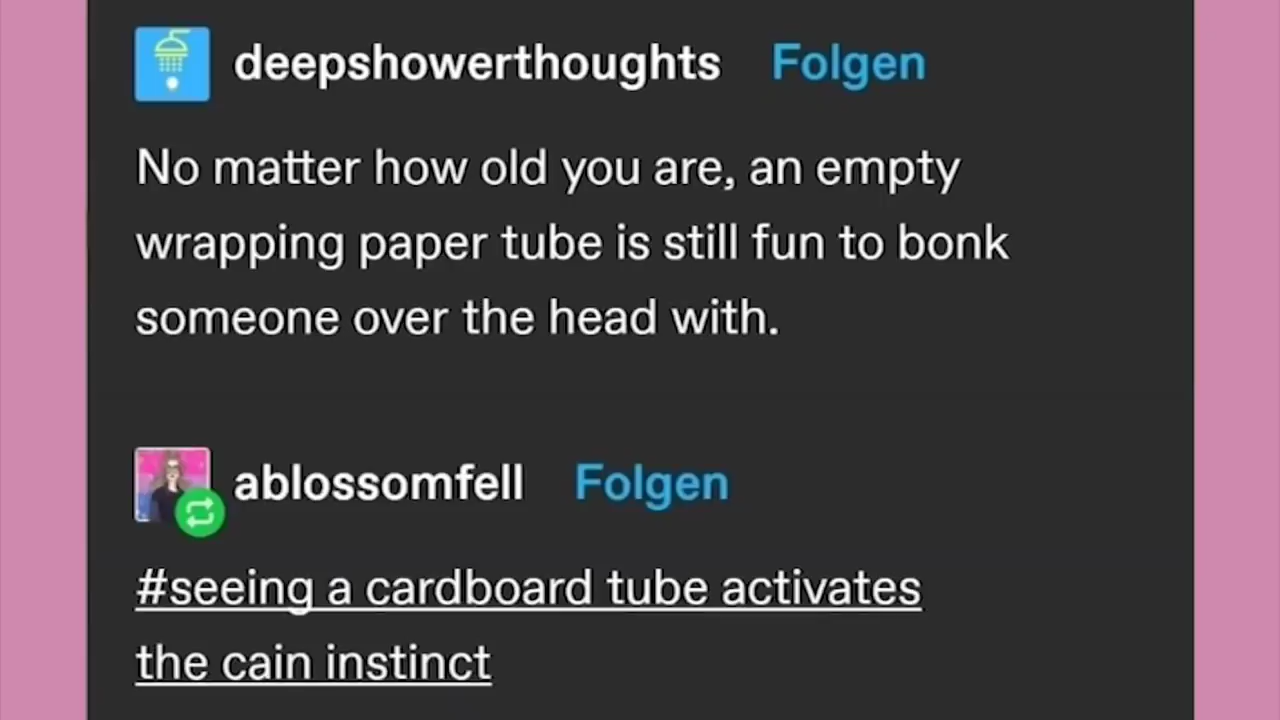 deepshowerthoughts Folgen
No matter how old you are, an empty
wrapping paper tube is still fun to bonk
someone over the head with.
ablossomfell Folgen
#seeing a cardboard tube activates
the cain instinct